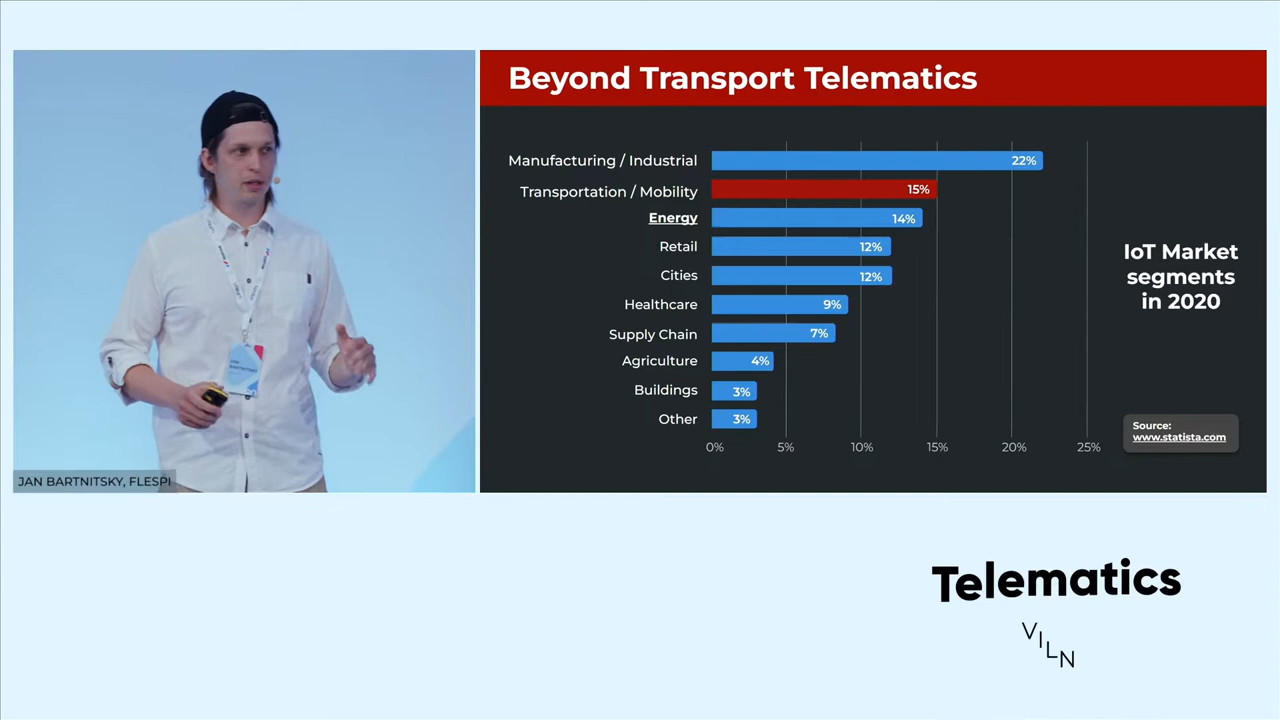 Beyond Transport Telematics
Manufacturing / Industrial 22%
Transportation / Mobility 15%
Energy 14%
Retail 12%
Cities 12%
Healthcare 9%
Supply Chain 7%
Agriculture 4%
Buildings 3%
Other 3%
0% 5% 10% 15% 20% 25%
IoT Market
segments
in 2020
Source:
www.statista.com
BARTNITSKY
JAN BARTNITSKY, FLESPI
Telematics
VILN